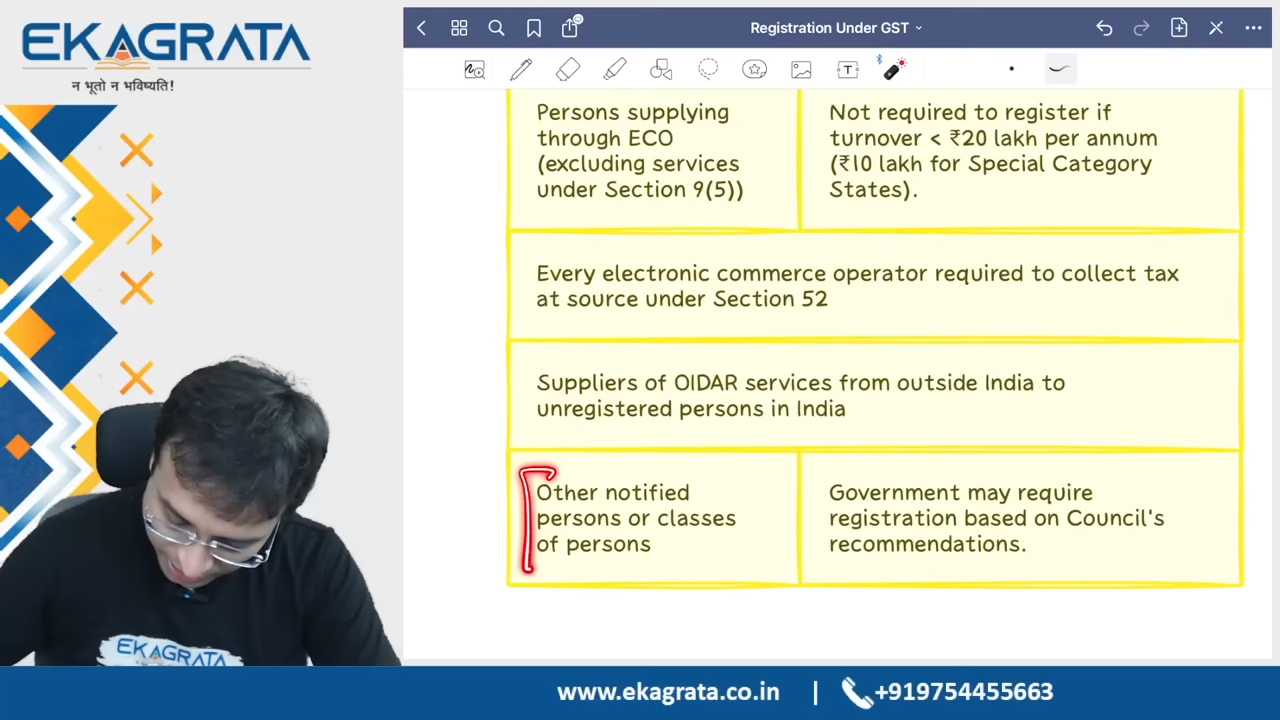 EKAGRATA
न भूतो न भविष्यति!
Registration Under GST
T
Persons supplying
through ECO
(excluding services
under Section 9(5))
Not required to register if
turnover < ₹20 lakh per annum
(₹10 lakh for Special Category
States).
Every electronic commerce operator required to collect tax
at source under Section 52
Suppliers of OIDAR services from outside India to
unregistered persons in India
Other notified
persons or classes
of persons
Government may require
registration based on Council's
recommendations.
EKAGRATA
www.ekagrata.co.in | +919754455663